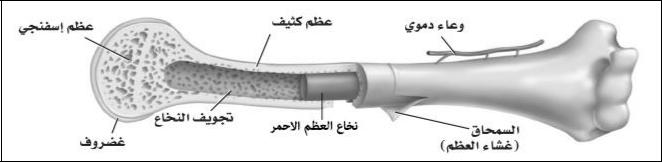 وعاء دموي
عظم كثيف
عظم إسفنجي
تجويف النخاع
نخاع العظم الاحمر
السمحاق
(غشاء العظم)
غضروف